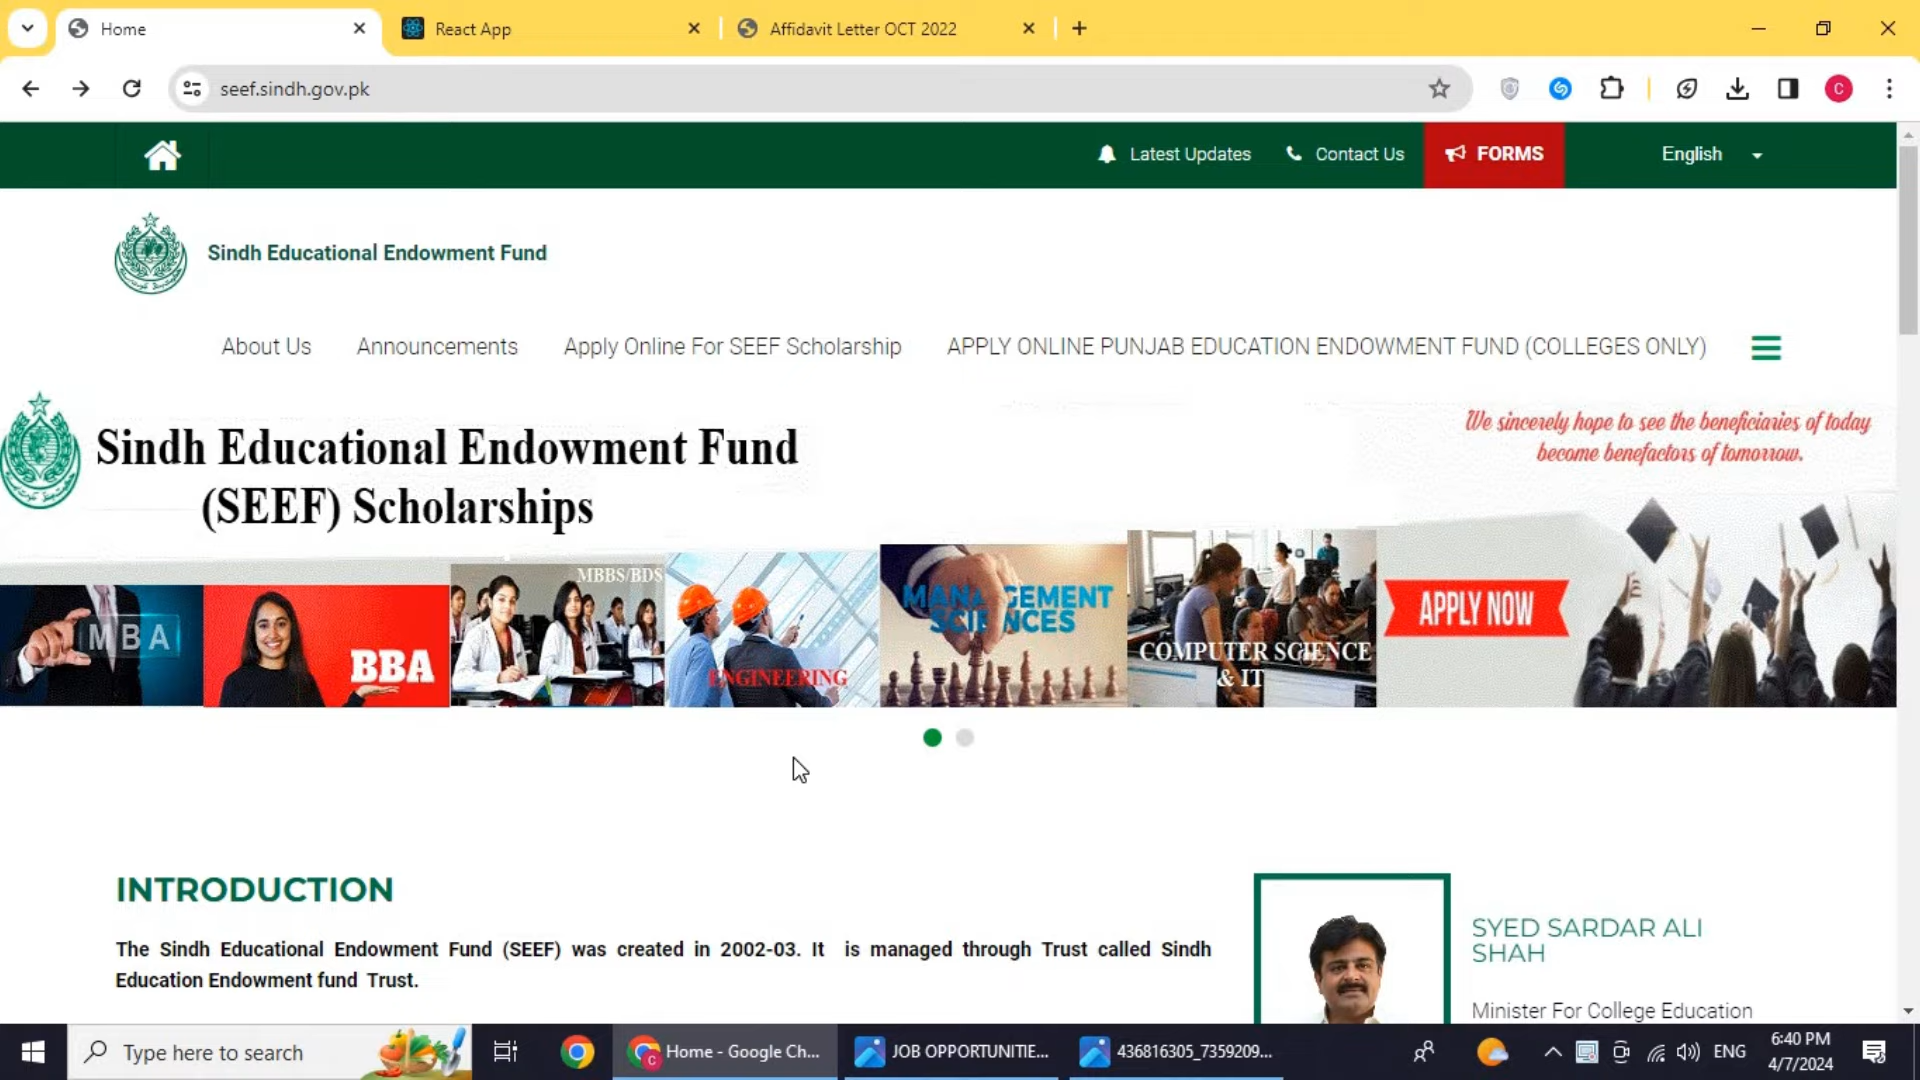 Home
React App
Affidavit Letter OCT 2022
seef.sindh.gov.pk
C
Latest Updates
Contact Us
FORMS
English
Sindh Educational Endowment Fund
About Us
Announcements
Apply Online For SEEF Scholarship
APPLY ONLINE PUNJAB EDUCATION ENDOWMENT FUND (COLLEGES ONLY)
Sindh Educational Endowment Fund
(SEEF) Scholarships
We sincerely hope to see the beneficiaries of today
become benefactors of tomorrow.
MBA
BBA
MBBS/BDS
ENGINEERING
MANAGEMENT
SCIENCES
COMPUTER SCIENCE
& IT
APPLY NOW
INTRODUCTION
The Sindh Educational Endowment Fund (SEEF) was created in 2002-03. It is managed through Trust called Sindh
Education Endowment fund Trust.
SYED SARDAR ALI
SHAH
Minister For College Education
Type here to search
Home - Google Ch...
JOB OPPORTUNITIE...
436816305_7359209...
ENG
6:40 PM
4/7/2024